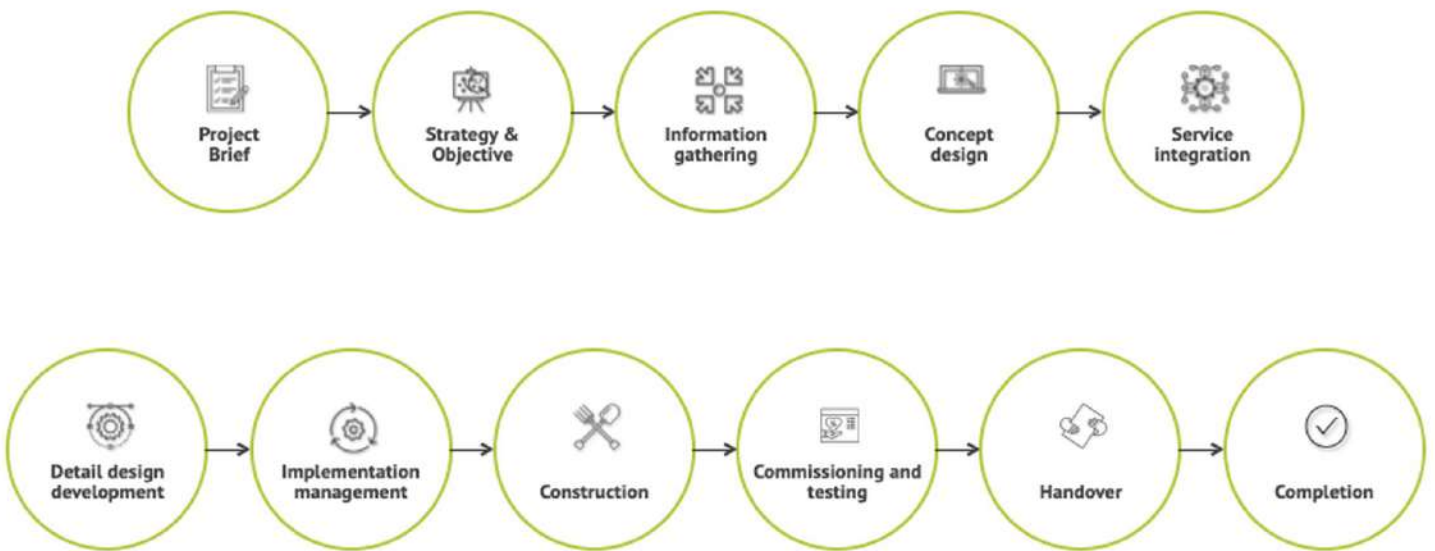 Project
Brief
Strategy &
Objective
Information
gathering
Concept
design
Service
integration
Detail design
development
Implementation
management
Construction
Commissioning and
testing
Handover
Completion